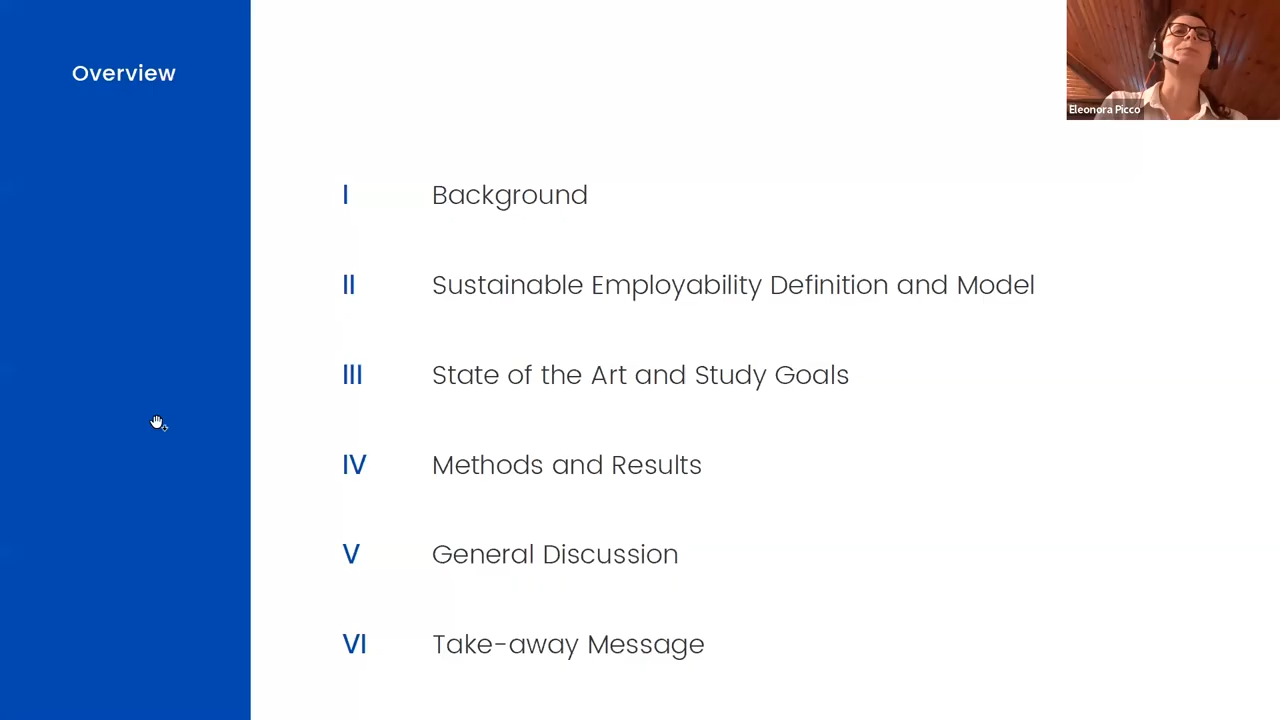 Overview
Eleonora Picco
I Background
II Sustainable Employability Definition and Model
III State of the Art and Study Goals
IV Methods and Results
V General Discussion
VI Take-away Message